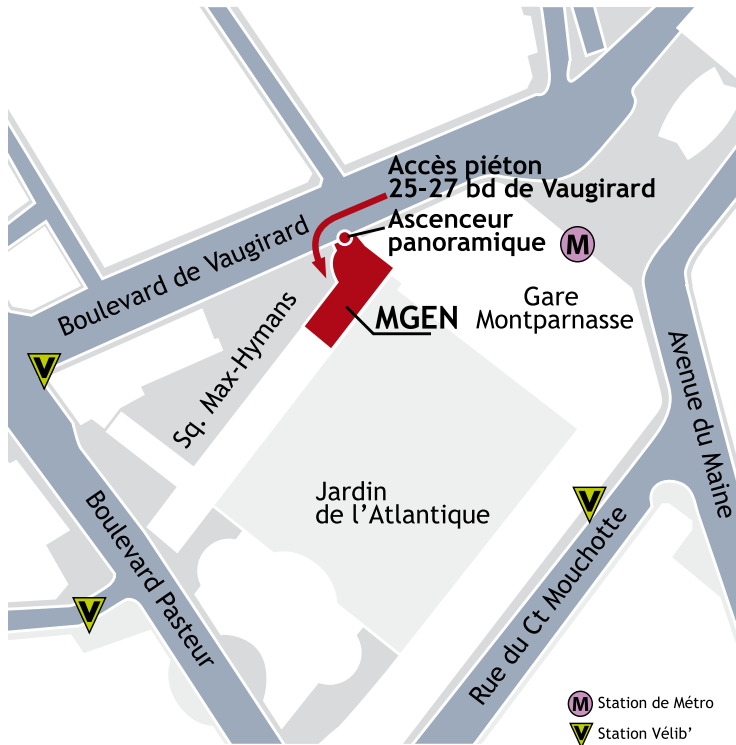 Accès piéton
25-27 bd de Vaugirard
Ascenceur
panoramique
M
Boulevard de Vaugirard
Gare
Montparnasse
MGEN
Sq. Max-Hymans
Avenue du Maine
V
Jardin
de l’Atlantique
V
Boulevard Pasteur
Rue du Ct Mouchotte
V
M Station de Métro
V Station Vélib’